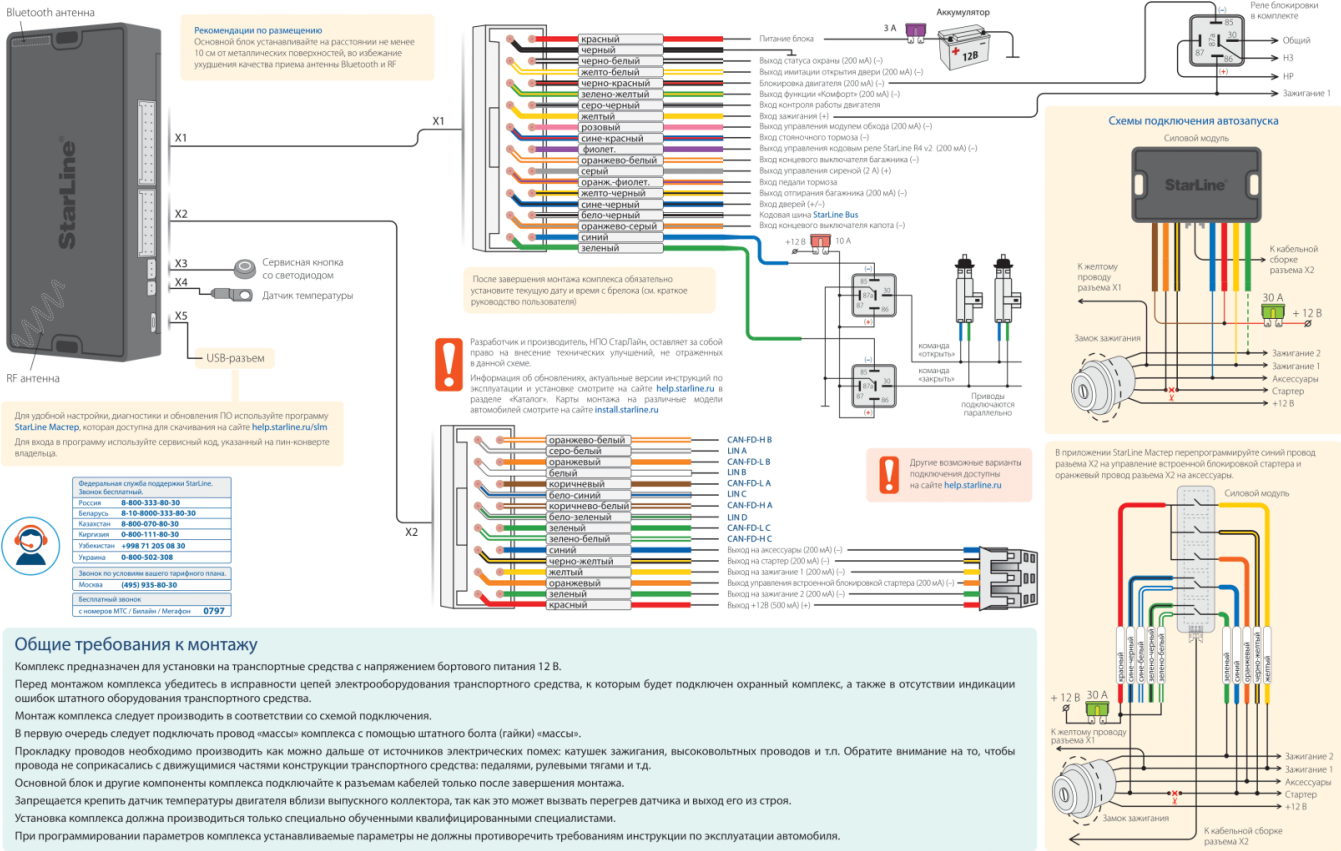 Bluetooth антенна
StarLine
RF антенна
Рекомендации по размещению
Основной блок устанавливайте на расстоянии не менее
10 см от металлических поверхностей, во избежание
ухудшения качества приема антенны Bluetooth и RF
X1
X2
X3
X4
X5
Сервисная кнопка
со светодиодом
Датчик температуры
USB-разъем
Для удобной настройки, диагностики и обновления ПО используйте программу
StarLine Мастер, которая доступна для скачивания на сайте help.starline.ru/slm
Для входа в программу используйте сервисный код, указанный на пин-конверте
владельца.
Федеральная служба поддержки StarLine.
Звонок бесплатный.
Россия 8-800-333-80-30
Беларусь 8-10-8000-333-80-30
Казахстан 8-800-070-80-30
Киргизия 0-800-111-80-30
Узбекистан +998 71 205 08 30
Украина 0-800-502-308
Звонок по условиям вашего тарифного плана.
Москва (495) 935-80-30
Бесплатный звонок
с номеров МТС / Билайн / Мегафон 0797
X1
красный Питание блока
черный
черно-белый Выход статуса охраны (200 мА) (–)
желто-белый Выход имитации открытия двери (200 мА) (–)
черно-красный Блокировка двигателя (200 мА) (–)
зелено-желтый Выход функции «Комфорт» (200 мА) (–)
серо-черный Вход контроля работы двигателя
желтый Вход зажигания (+)
розовый Выход управления модулем обхода (200 мА) (–)
сине-красный Вход стояночного тормоза (–)
фиолет. Выход управления кодовым реле StarLine R4 v2 (200 мА) (–)
оранжево-белый Вход концевого выключателя багажника (–)
серый Выход управления сиреной (2 А) (+)
оранж.-фиолет. Вход педали тормоза
желто-черный Выход отпирания багажника (200 мА) (–)
сине-черный Вход дверей (+/–)
бело-черный Кодовая шина StarLine Bus
оранжево-серый Вход концевого выключателя капота (–)
синий
зеленый
3 А
Аккумулятор
+ 12В
Реле блокировки
в комплекте
(–)
85
87a 30
87
86
(+)
Общий
НЗ
НР
Зажигание 1
После завершения монтажа комплекса обязательно
установите текущую дату и время с брелока (см. краткое
руководство пользователя)
+12 В
10 А
(–)
85
87a 30
87 86
(+)
(–)
85
87a 30
87 86
(+)
команда
«открыть»
команда
«закрыть»
Приводы
подключаются
параллельно
Разработчик и производитель, НПО СтарЛайн, оставляет за собой
право на внесение технических улучшений, не отраженных
в данной схеме.
Информация об обновлениях, актуальные версии инструкций по
эксплуатации и установке смотрите на сайте help.starline.ru в
разделе «Каталог». Карты монтажа на различные модели
автомобилей смотрите на сайте install.starline.ru
X2
оранжево-белый CAN-FD-H B
серо-белый LIN A
оранжевый CAN-FD-L B
белый LIN B
коричневый CAN-FD-L A
бело-синий LIN C
коричнево-белый CAN-FD-H A
бело-зеленый LIN D
зеленый CAN-FD-L C
зелено-белый CAN-FD-H C
синий Выход на аксессуары (200 мА) (–)
черно-желтый Выход на стартер (200 мА) (–)
желтый Выход на зажигание 1 (200 мА) (–)
оранжевый Выход управления встроенной блокировкой стартера (200 мА) (–)
зеленый Выход на зажигание 2 (200 мА) (–)
красный Выход +12В (500 мА) (+)
Другие возможные варианты
подключения доступны
на сайте help.starline.ru
Схемы подключения автозапуска
Силовой модуль
StarLine
К желтому
проводу
разъема X1
К кабельной
сборке
разъема X2
30 А
+ 12 В
Замок зажигания
Зажигание 2
Зажигание 1
Аксессуары
Стартер
+12 В
В приложении StarLine Мастер перепрограммируйте синий провод
разъема X2 на управление встроенной блокировкой стартера и
оранжевый провод разъема X2 на аксессуары.
Силовой модуль
красный
сине-черный
сине-белый
зелено-черный
зелено-белый
зеленый
синий
оранжевый
черно-желтый
желтый
+ 12 В 30 А
К желтому проводу
разъема X1
Замок зажигания
Зажигание 2
Зажигание 1
Аксессуары
Стартер
+12 В
К кабельной сборке
разъема X2
Общие требования к монтажу
Комплекс предназначен для установки на транспортные средства с напряжением бортового питания 12 В.
Перед монтажом комплекса убедитесь в исправности цепей электрооборудования транспортного средства, к которым будет подключен охранный комплекс, а также в отсутствии индикации
ошибок штатного оборудования транспортного средства.
Монтаж комплекса следует производить в соответствии со схемой подключения.
В первую очередь следует подключать провод «массы» комплекса с помощью штатного болта (гайки) «массы».
Прокладку проводов необходимо производить как можно дальше от источников электрических помех: катушек зажигания, высоковольтных проводов и т.п. Обратите внимание на то, чтобы
провода не соприкасались с движущимися частями конструкции транспортного средства: педалями, рулевыми тягами и т.д.
Основной блок и другие компоненты комплекса подключайте к разъемам кабелей только после завершения монтажа.
Запрещается крепить датчик температуры двигателя вблизи выпускного коллектора, так как это может вызвать перегрев датчика и выход его из строя.
Установка комплекса должна производиться только специально обученными квалифицированными специалистами.
При программировании параметров комплекса устанавливаемые параметры не должны противоречить требованиям инструкции по эксплуатации автомобиля.